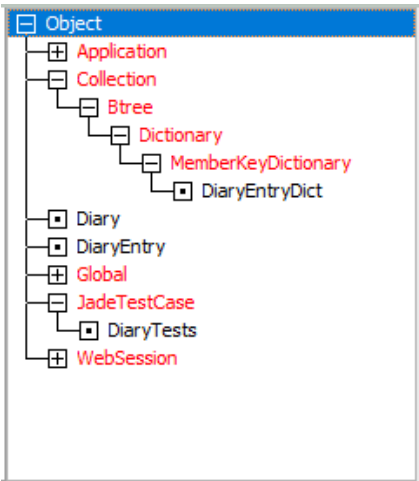 Object
Application
Collection
Btree
Dictionary
MemberKeyDictionary
DiaryEntryDict
Diary
DiaryEntry
Global
JadeTestCase
DiaryTests
WebSession